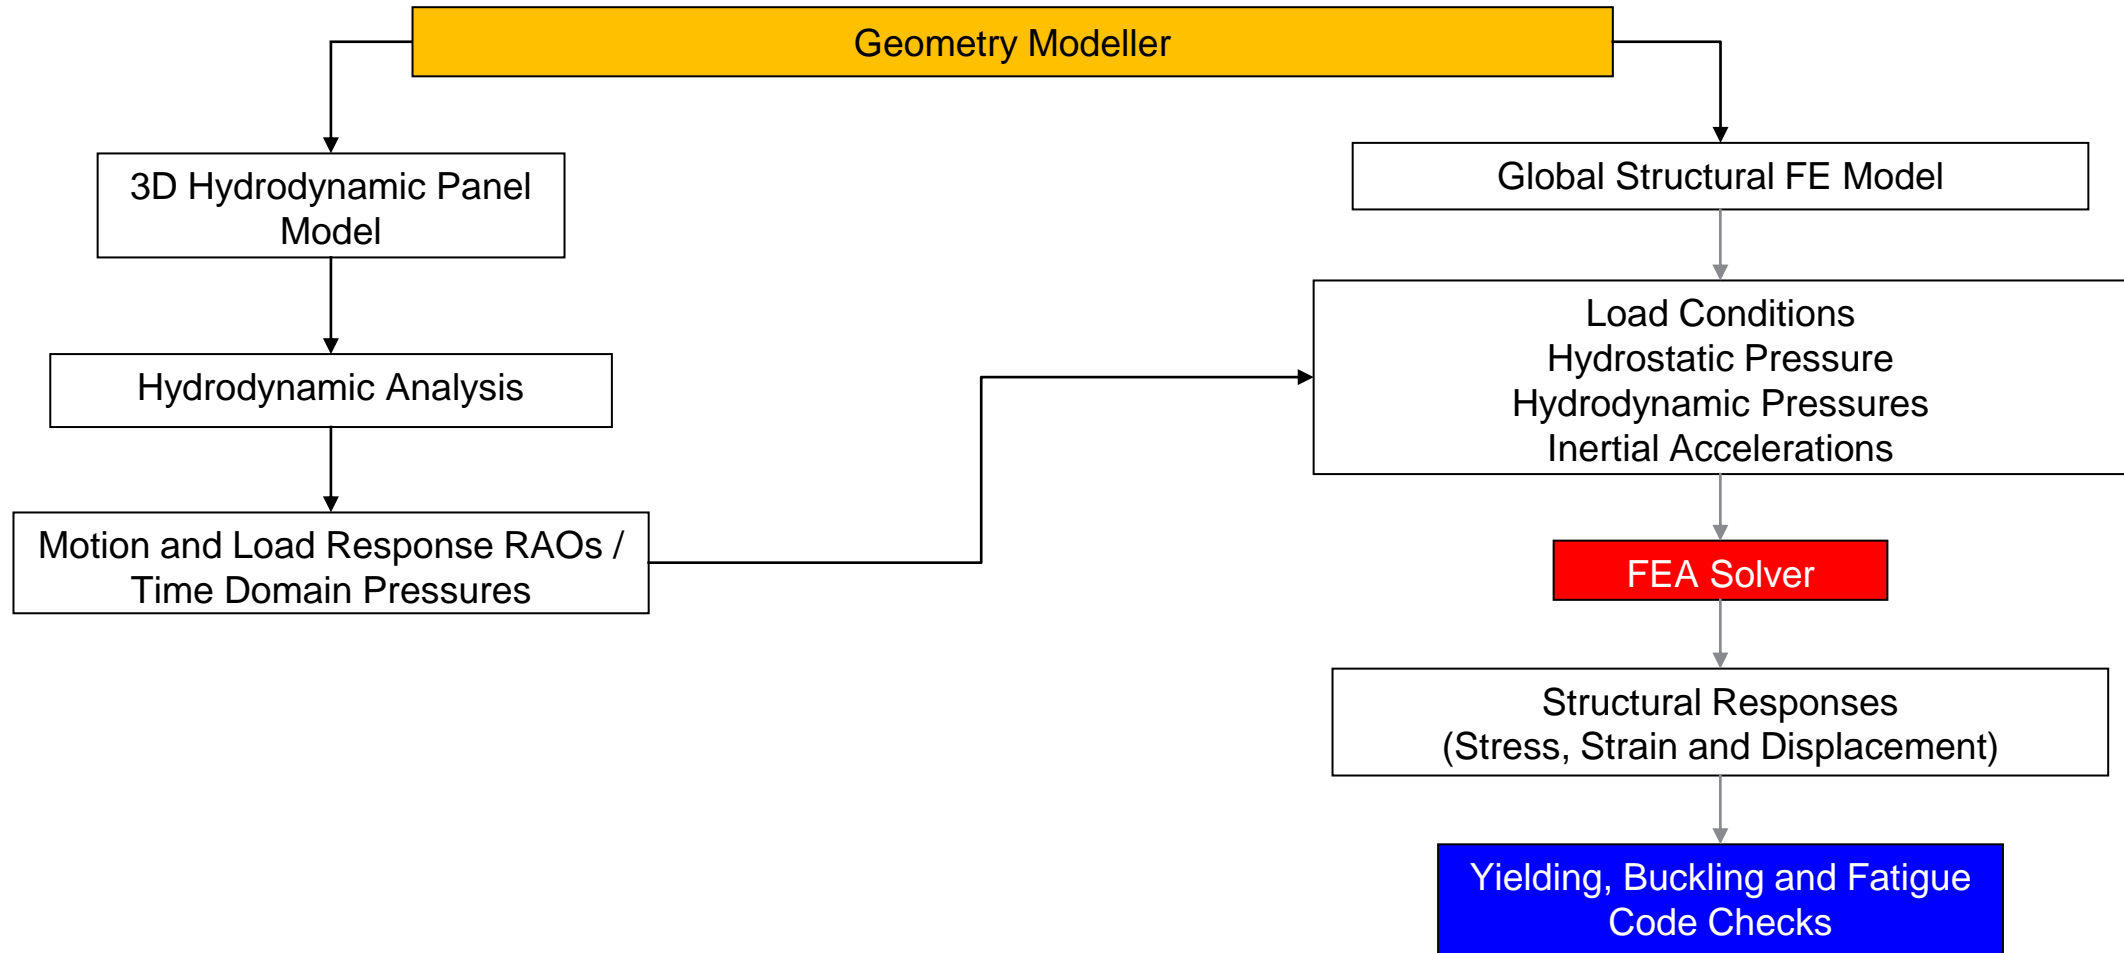 Geometry Modeller
3D Hydrodynamic Panel
Model
Global Structural FE Model
Hydrodynamic Analysis
Load Conditions
Hydrostatic Pressure
Hydrodynamic Pressures
Inertial Accelerations
Motion and Load Response RAOs /
Time Domain Pressures
FEA Solver
Structural Responses
(Stress, Strain and Displacement)
Yielding, Buckling and Fatigue
Code Checks